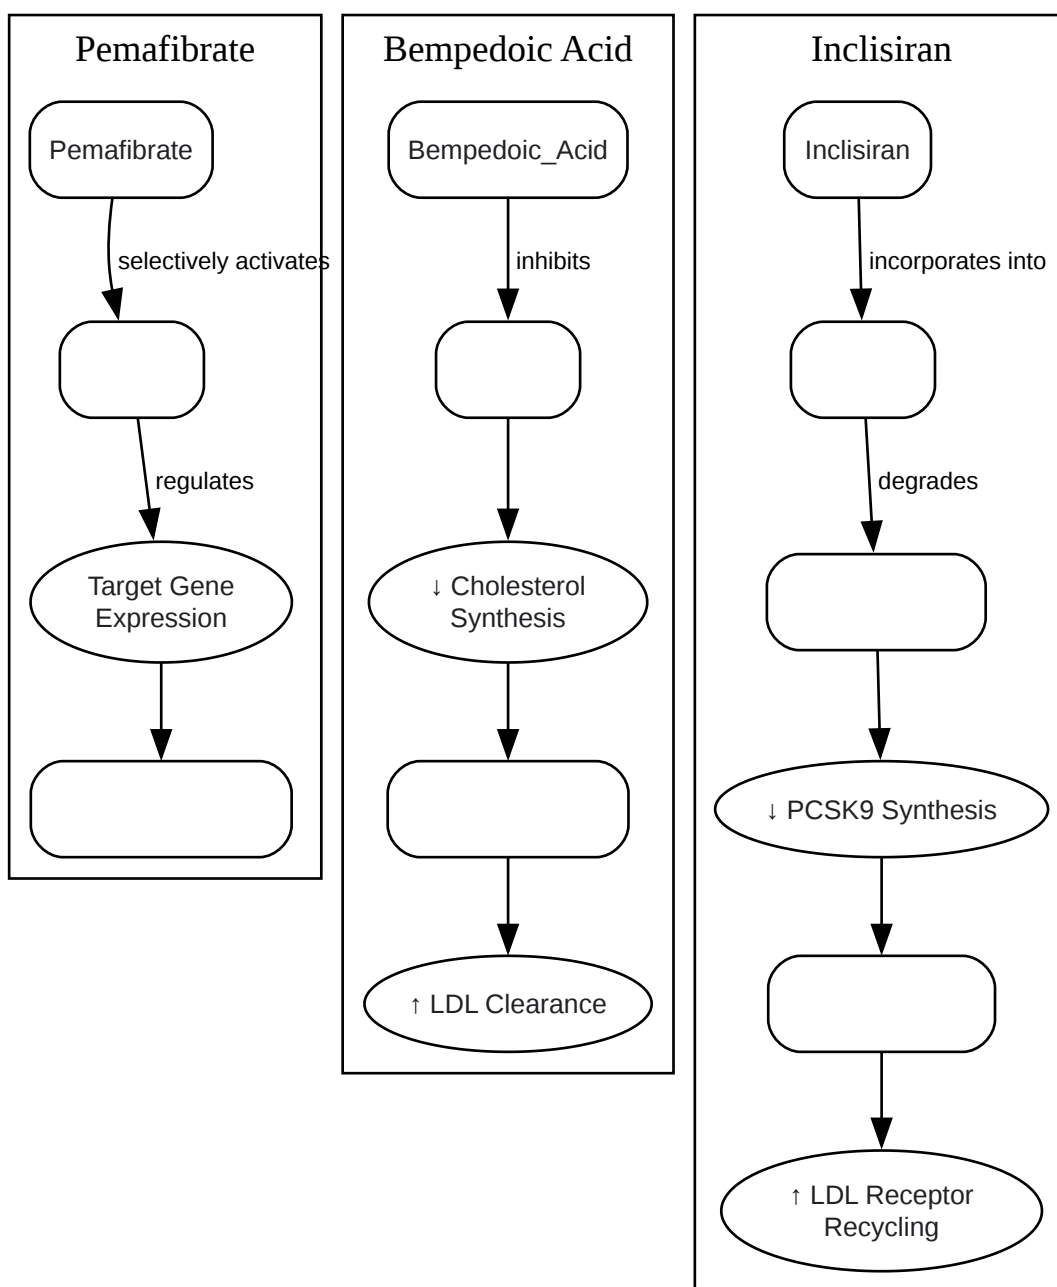 Pemafibrate
Pemafibrate
selectively activates
regulates
Target Gene
Expression
Bempedoic Acid
Bempedoic_Acid
inhibits
↓ Cholesterol
Synthesis
↑ LDL Clearance
Inclisiran
Inclisiran
incorporates into
degrades
↓ PCSK9 Synthesis
↑ LDL Receptor
Recycling